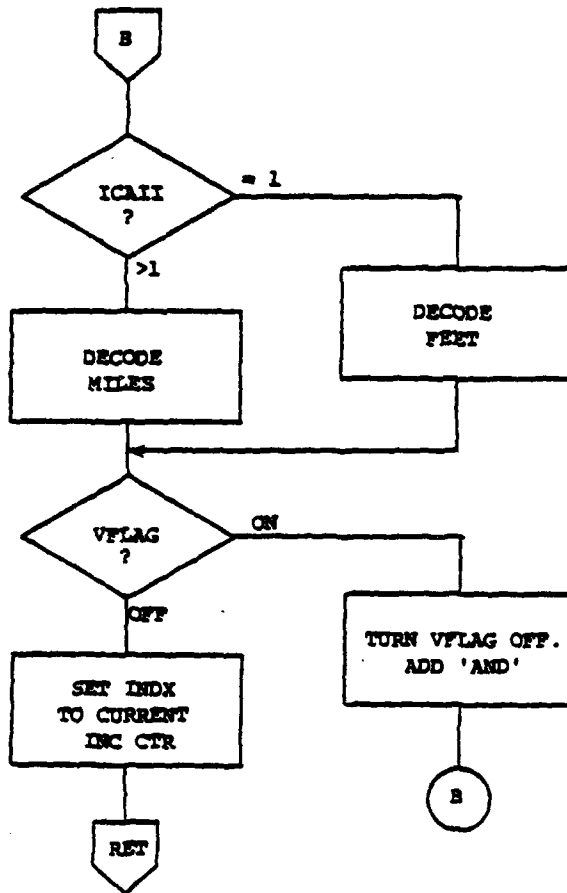 B
ICAII
?
= 1
>1
DECODE
FEET
DECODE
MILES
VFLAG
?
ON
OFF
TURN VFLAG OFF.
ADD 'AND'
SET INDX
TO CURRENT
INC CTR
B
RET